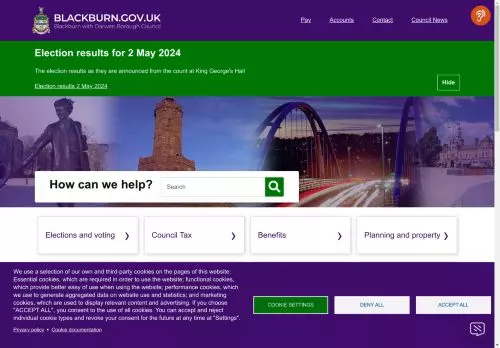 BLACKBURN.GOV.UK
Blackburn with Darwen Borough Council
Pay
Accounts
Contact
Council News
Election results for 2 May 2024
The election results as they are announced from the count at King George's Hall
Election results 2 May 2024
Hide
How can we help?
Search
Elections and voting
Council Tax
Benefits
Planning and property
We use a selection of our own and third-party cookies on the pages of this website:
Essential cookies, which are required in order to use the website; functional cookies,
which provide better easy of use when using the website; performance cookies, which
we use to generate aggregated data on website use and statistics; and marketing
cookies, which are used to display relevant content and advertising. If you choose
"ACCEPT ALL", you consent to the use of all cookies. You can accept and reject
individual cookie types and revoke your consent for the future at any time at "Settings".
Privacy policy • Cookie documentation
COOKIE SETTINGS
DENY ALL
ACCEPT ALL